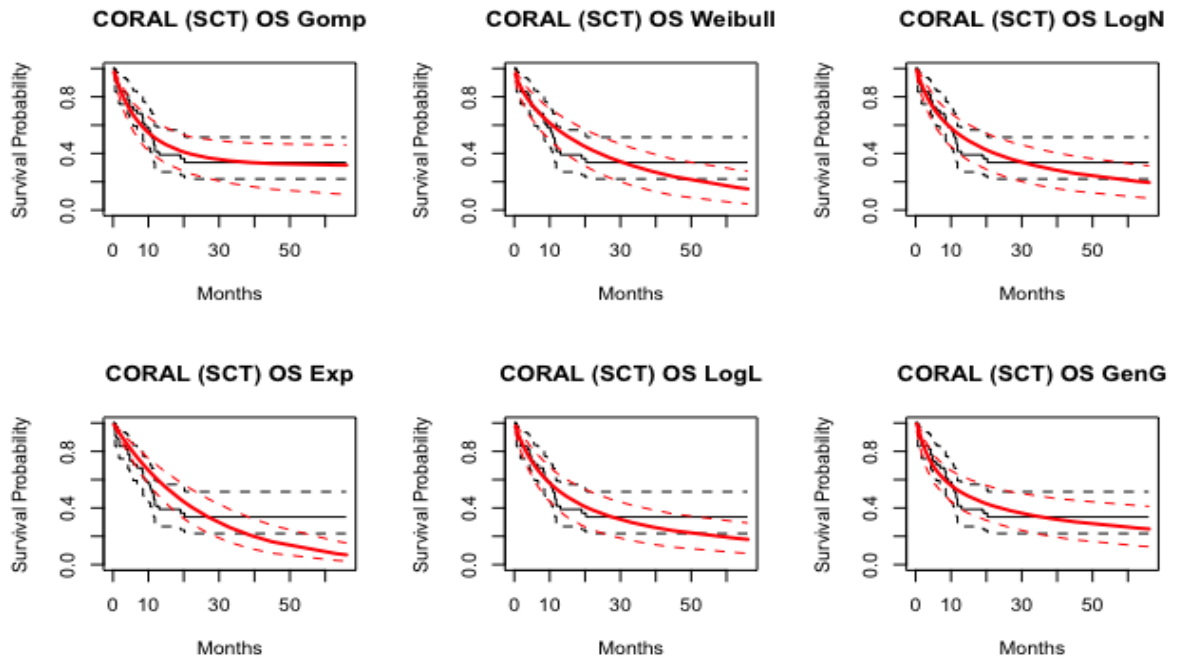 CORAL (SCT) OS Gomp
Survival Probability
0.0 0.4 0.8
0 10 30 50
Months
CORAL (SCT) OS Weibull
Survival Probability
0.0 0.4 0.8
0 10 30 50
Months
CORAL (SCT) OS LogN
Survival Probability
0.0 0.4 0.8
0 10 30 50
Months
CORAL (SCT) OS Exp
Survival Probability
0.0 0.4 0.8
0 10 30 50
Months
CORAL (SCT) OS LogL
Survival Probability
0.0 0.4 0.8
0 10 30 50
Months
CORAL (SCT) OS GenG
Survival Probability
0.0 0.4 0.8
0 10 30 50
Months